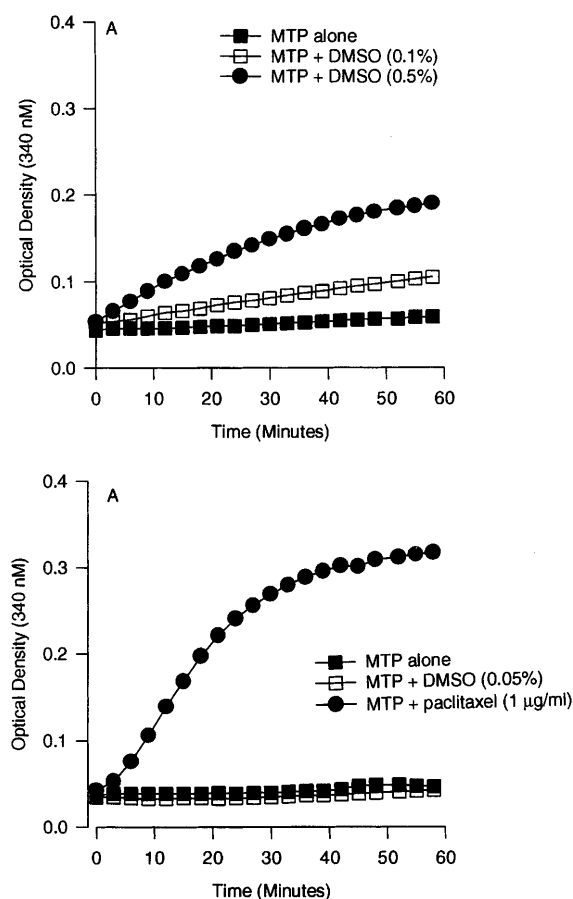 A
MTP alone
MTP + DMSO (0.1%)
MTP + DMSO (0.5%)
0.4
0.3
0.2
0.1
0.0
Optical Density (340 nM)
0 10 20 30 40 50 60
Time (Minutes)
A
0.4
0.3
0.2
0.1
0.0
Optical Density (340 nM)
MTP alone
MTP + DMSO (0.05%)
MTP + paclitaxel (1 µg/ml)
0 10 20 30 40 50 60
Time (Minutes)